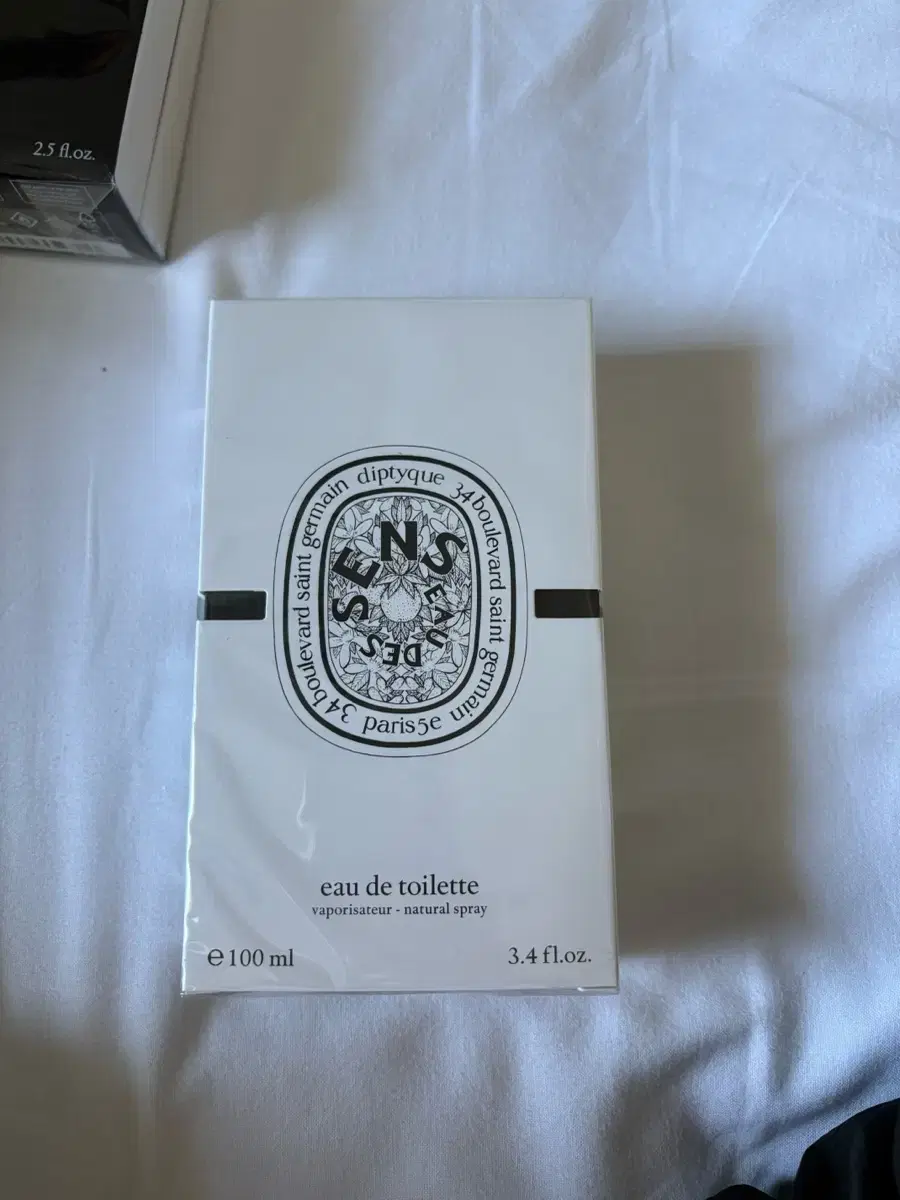 2.5 fl.oz.
diptyque 34 boulevard saint germain paris5e 34 boulevard saint germain
EAU DES SENS
eau de toilette
vaporisateur - natural spray
℮100 ml
3.4 fl.oz.